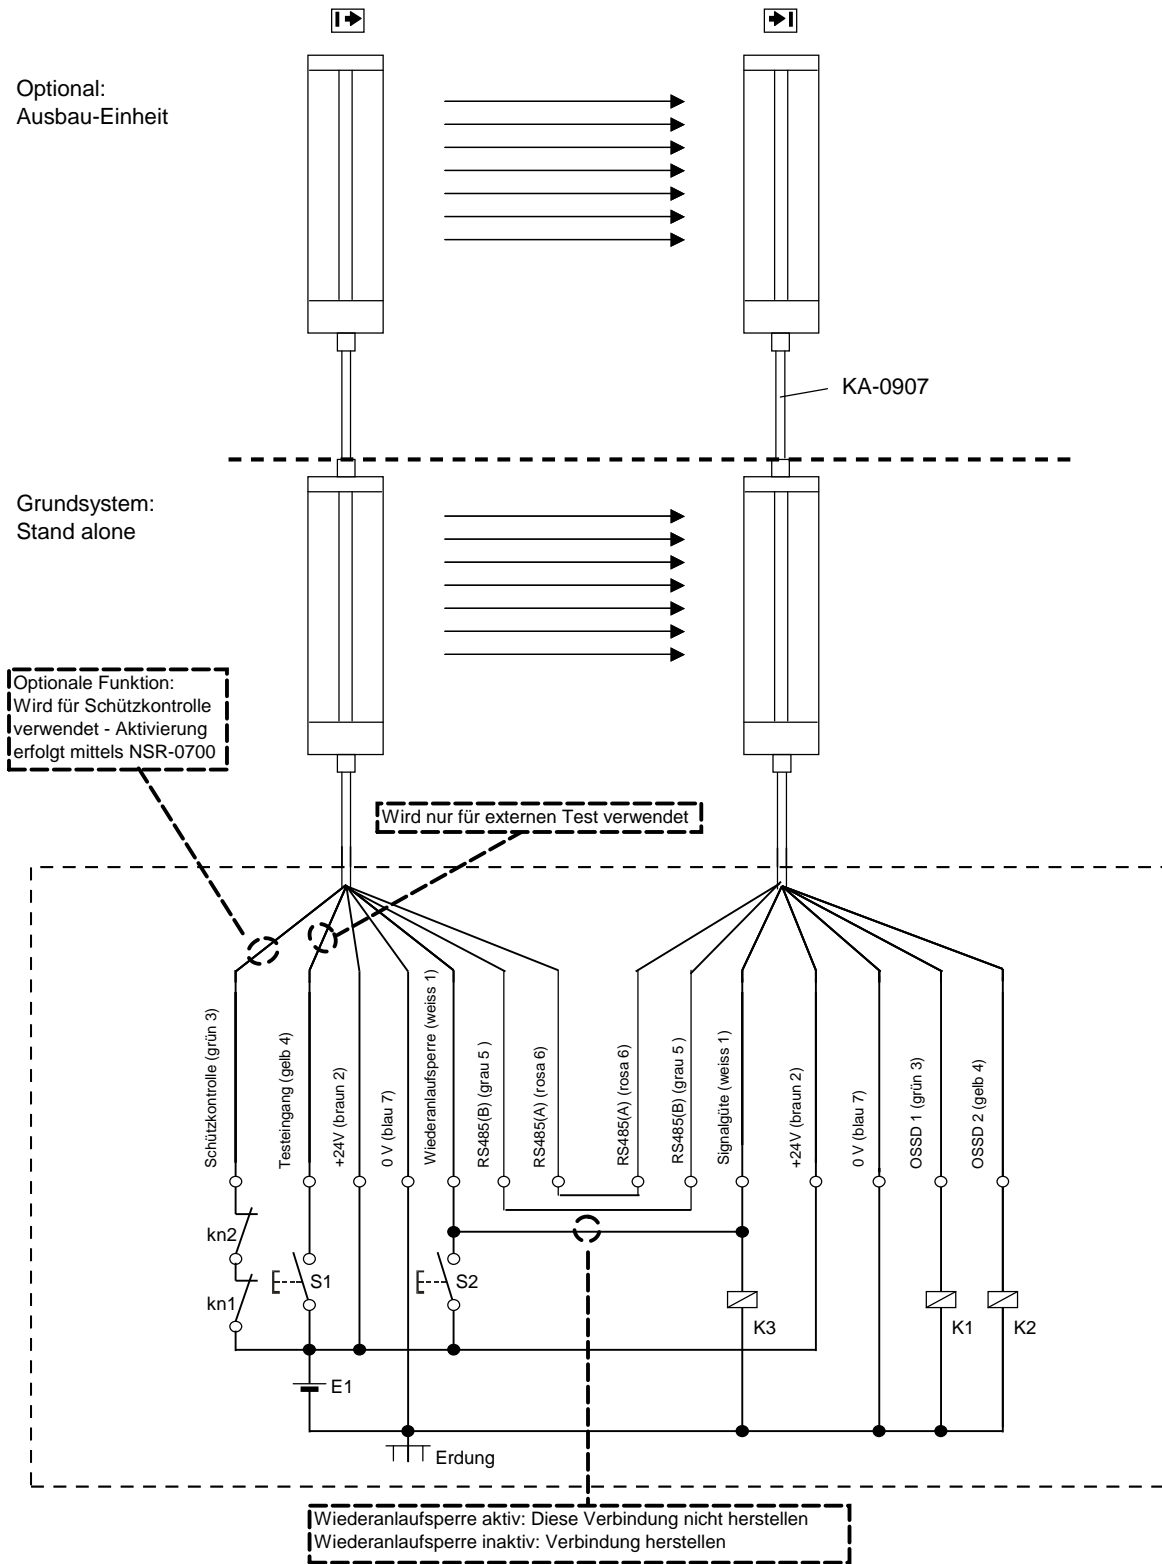 Optional:
Ausbau-Einheit
KA-0907
Grundsystem:
Stand alone
Optionale Funktion:
Wird für Schützkontrolle
verwendet - Aktivierung
erfolgt mittels NSR-0700
Wird nur für externen Test verwendet
Schützkontrolle (grün 3)
Testeingang (gelb 4)
+24V (braun 2)
0 V (blau 7)
Wiederanlaufsperre (weiss 1)
RS485(B) (grau 5 )
RS485(A) (rosa 6)
RS485(A) (rosa 6)
RS485(B) (grau 5 )
Signalgüte (weiss 1)
+24V (braun 2)
0 V (blau 7)
OSSD 1 (grün 3)
OSSD 2 (gelb 4)
kn2
S1
S2
kn1
K3
K1
K2
E1
Erdung
Wiederanlaufsperre aktiv: Diese Verbindung nicht herstellen
Wiederanlaufsperre inaktiv: Verbindung herstellen